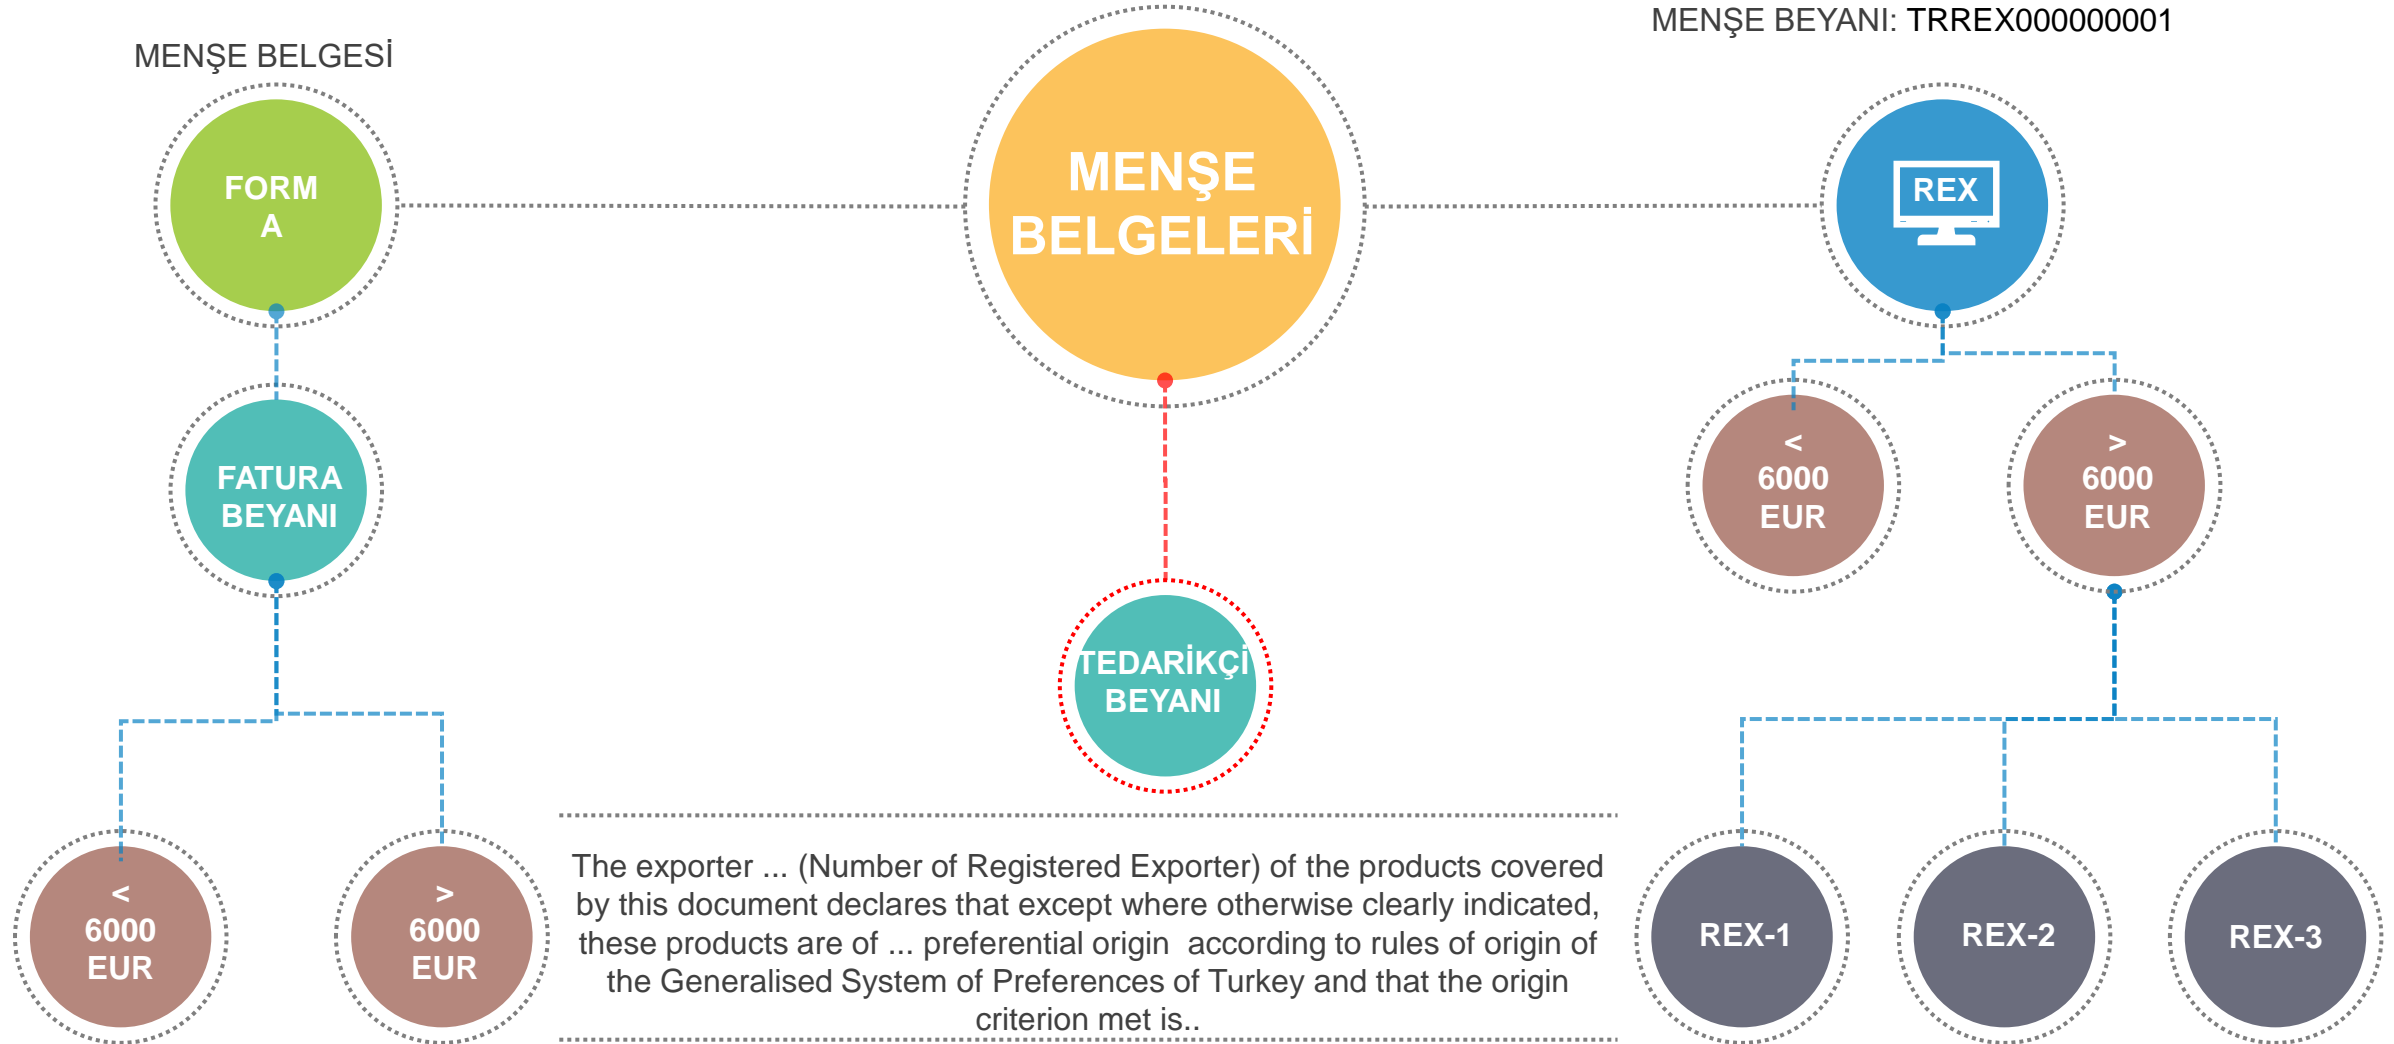 MENŞE BEYANI: TRREX000000001
MENŞE BELGESİ
FORM
A
MENŞE
BELGELERİ
REX
FATURA
BEYANI
<
6000
EUR
>
6000
EUR
TEDARİKÇİ
BEYANI
<
6000
EUR
>
6000
EUR
The exporter ... (Number of Registered Exporter) of the products covered
by this document declares that except where otherwise clearly indicated,
these products are of ... preferential origin  according to rules of origin of
the Generalised System of Preferences of Turkey and that the origin
criterion met is..
REX-1
REX-2
REX-3